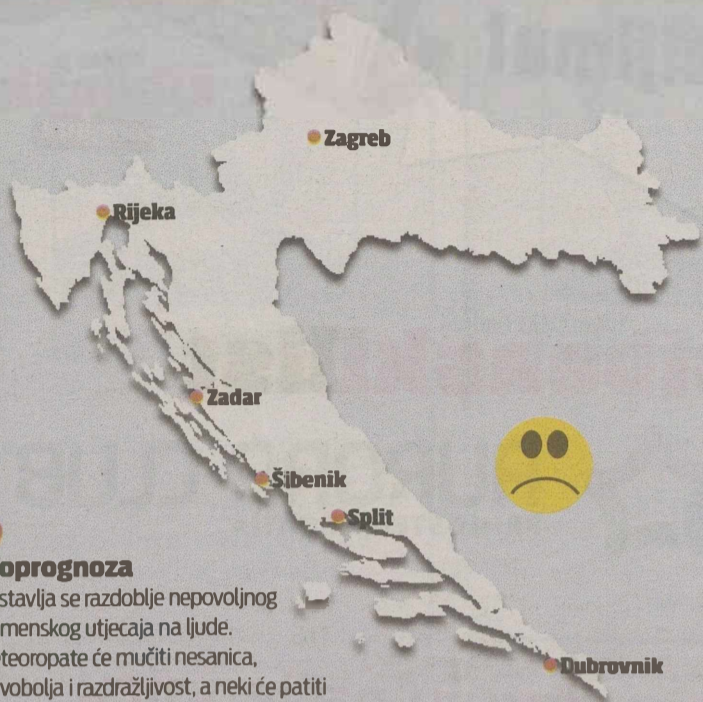 Zagreb
Rijeka
Zadar
Šibenik
Split
oprognoza
stavlja se razdoblje nepovoljnog
menskog utjecaja na ljude.
teoropate će mučiti nesanica,
vobolja i razdražljivost, a neki će patiti
Dubrovnik